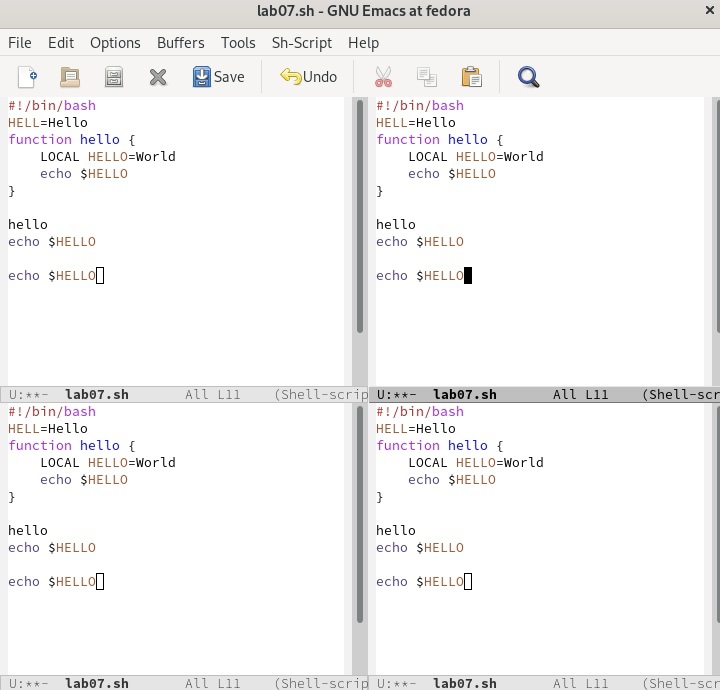 lab07.sh - GNU Emacs at fedora
File Edit Options Buffers Tools Sh-Script Help
Save Undo
#!/bin/bash
HELL=Hello
function hello {
    LOCAL HELLO=World
    echo $HELLO
}
hello
echo $HELLO
echo $HELLO
U:**-  lab07.sh       All L11    (Shell-scrip
#!/bin/bash
HELL=Hello
function hello {
    LOCAL HELLO=World
    echo $HELLO
}
hello
echo $HELLO
echo $HELLO
U:**-  lab07.sh       All L11    (Shell-sc
#!/bin/bash
HELL=Hello
function hello {
    LOCAL HELLO=World
    echo $HELLO
}
hello
echo $HELLO
echo $HELLO
U:**-  lab07.sh       All L11    (Shell-scrip
#!/bin/bash
HELL=Hello
function hello {
    LOCAL HELLO=World
    echo $HELLO
}
hello
echo $HELLO
echo $HELLO
U:**-  lab07.sh       All L11    (Shell-sc